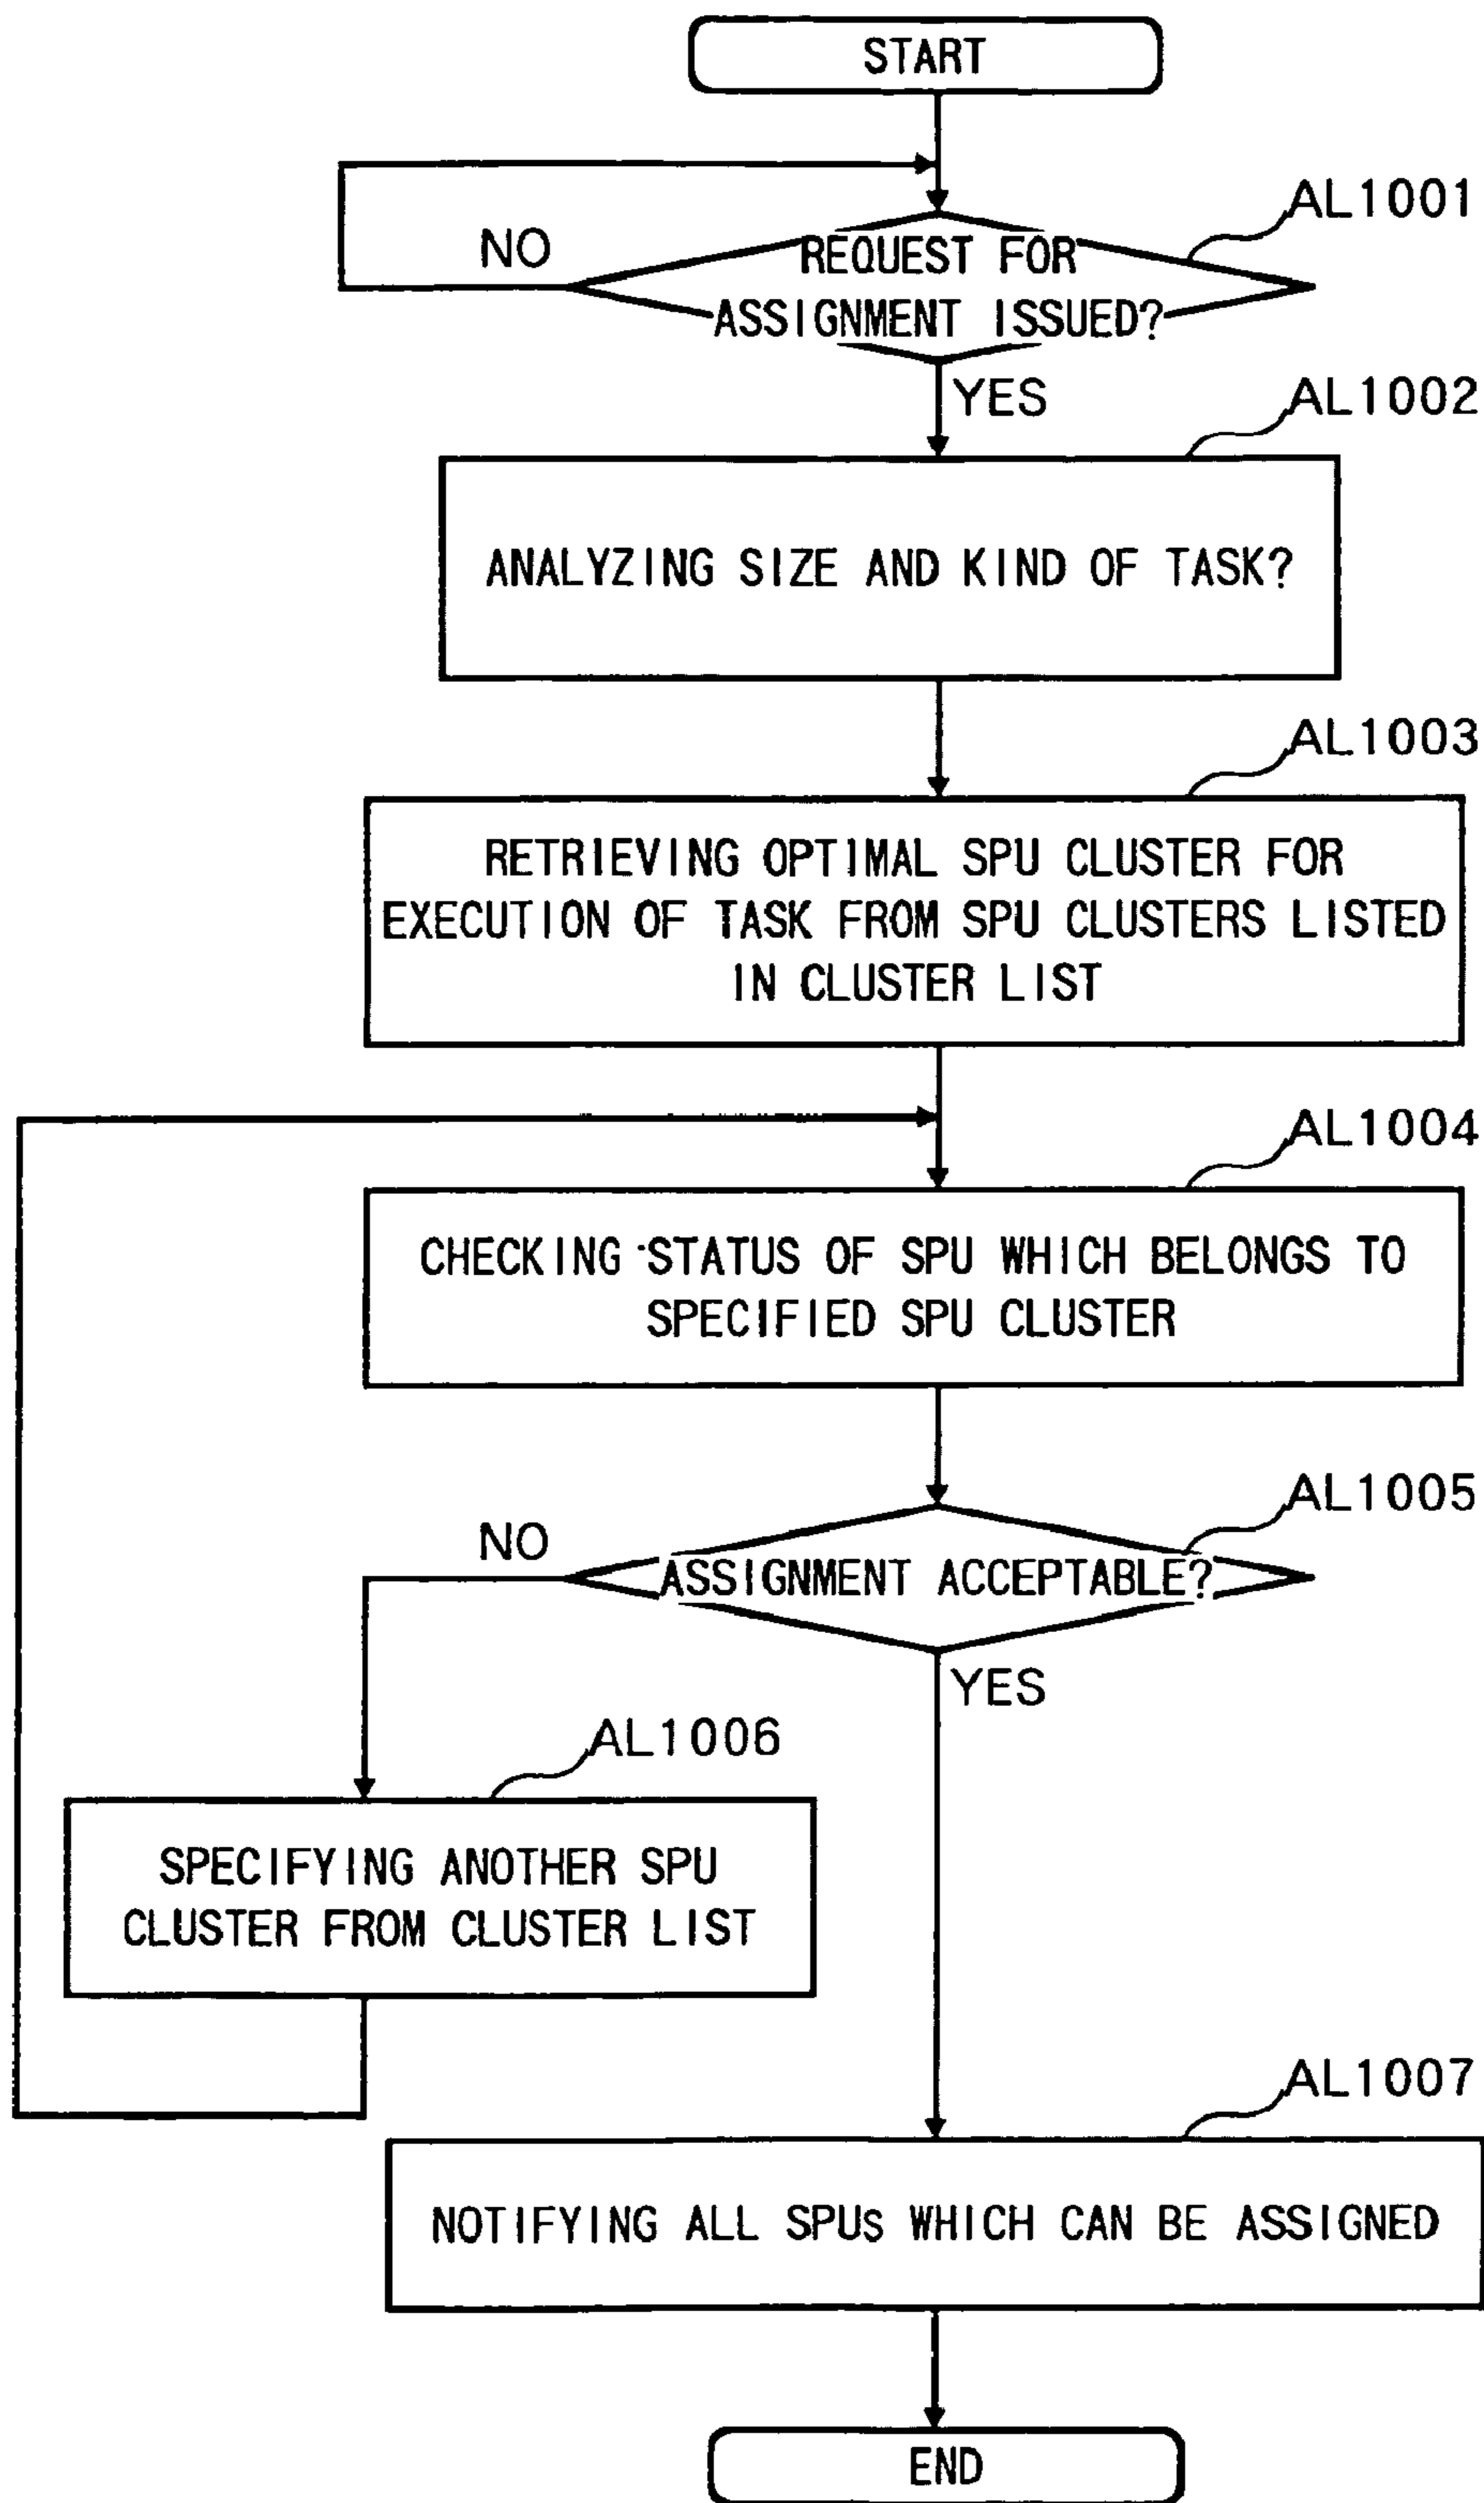 START
AL1001
NO
REQUEST FOR
ASSIGNMENT ISSUED?
YES
AL1002
ANALYZING SIZE AND KIND OF TASK?
AL1003
RETRIEVING OPTIMAL SPU CLUSTER FOR
EXECUTION OF TASK FROM SPU CLUSTERS LISTED
IN CLUSTER LIST
AL1004
CHECKING STATUS OF SPU WHICH BELONGS TO
SPECIFIED SPU CLUSTER
AL1005
NO
ASSIGNMENT ACCEPTABLE?
YES
AL1006
SPECIFYING ANOTHER SPU
CLUSTER FROM CLUSTER LIST
AL1007
NOTIFYING ALL SPUs WHICH CAN BE ASSIGNED
END